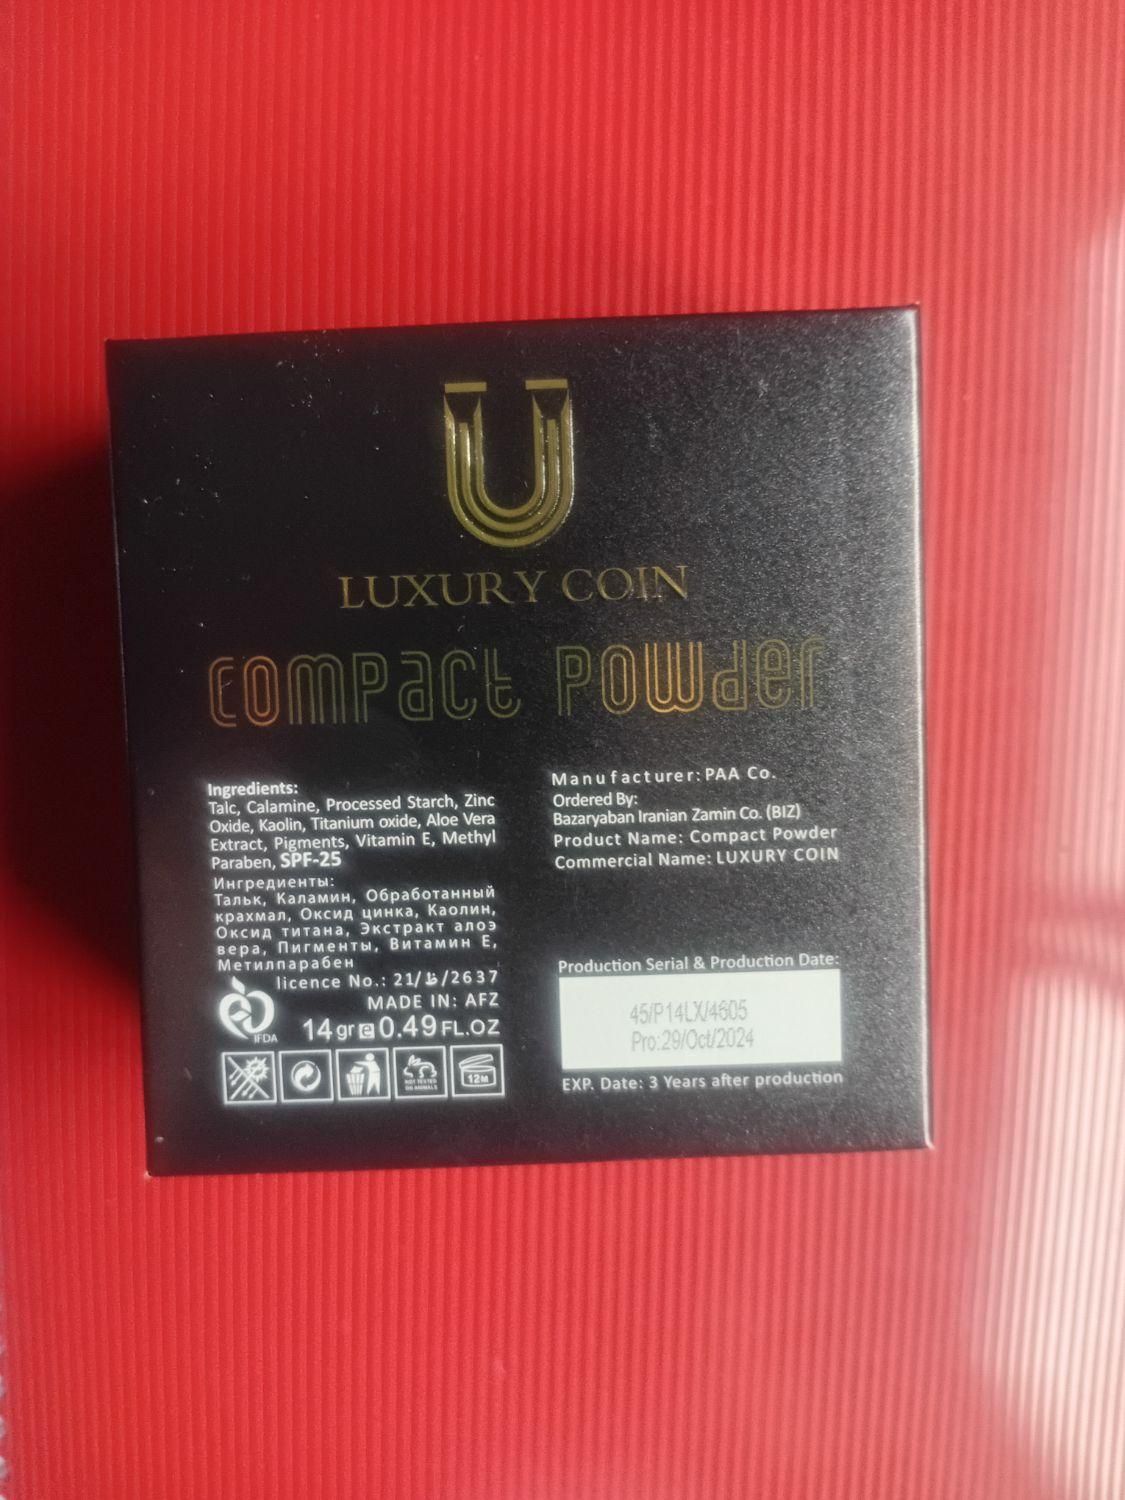 LUXURY COIN
compact powder
Ingredients:
Talc, Calamine, Processed Starch, Zinc
Oxide, Kaolin, Titanium oxide, Aloe Vera
Extract, Pigments, Vitamin E, Methyl
Paraben, SPF-25
Ингредиенты:
Тальк, Каламин, Обработанный
крахмал, Оксид цинка, Каолин,
Оксид титана, Экстракт алоэ
вера, Пигменты, Витамин Е,
Метилпарабен
licence No.: 21/ظ/2637
MADE IN: AFZ
IFDA
14 gr e 0.49 FL.OZ
NOT TESTED
ON ANIMALS
12M
Manufacturer: PAA Co.
Ordered By:
Bazaryaban Iranian Zamin Co. (BIZ)
Product Name: Compact Powder
Commercial Name: LUXURY COIN
Production Serial & Production Date:
45/P14LX/4605
Pro:29/Oct/2024
EXP. Date: 3 Years after production